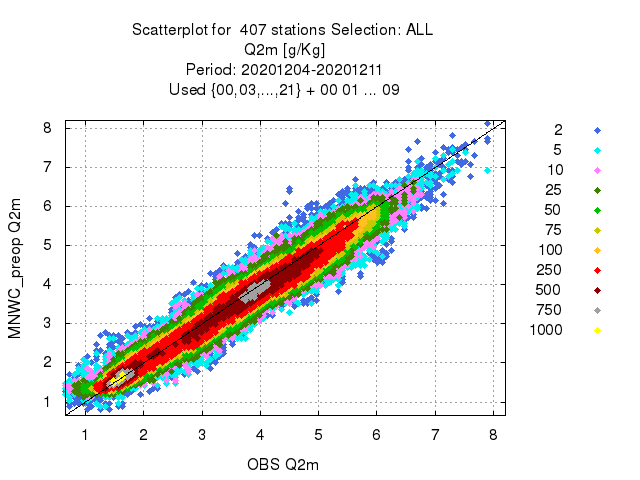 Scatterplot for  407 stations Selection: ALL
Q2m [g/Kg]
Period: 20201204-20201211
Used {00,03,...,21} + 00 01 ... 09
MNWC_preop Q2m
8
7
6
5
4
3
2
1
1 2 3 4 5 6 7 8
OBS Q2m
2
5
10
25
50
75
100
250
500
750
1000